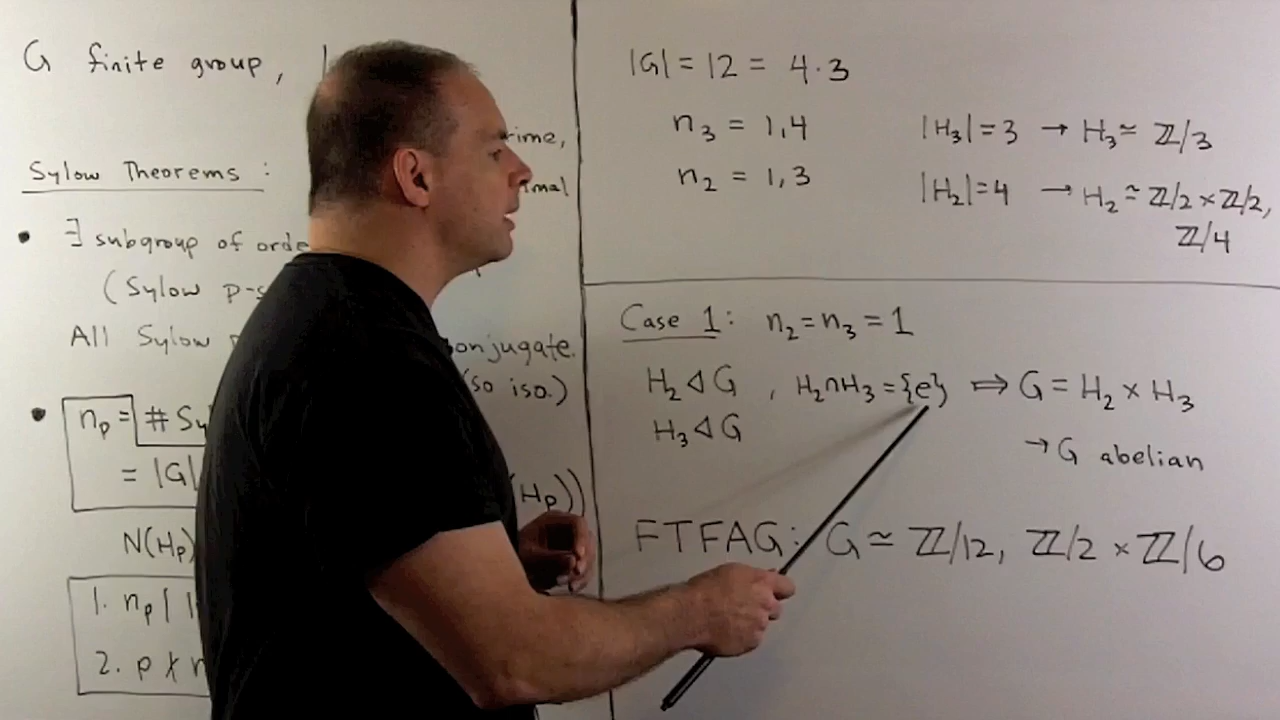 G finite group,
rime,
Sylow Theorems :
• ∃ subgroup of orde
(Sylow p-s
All Sylow onjugate.
(so iso.)
• n_p = # Sy
= |G| (H_p))
N(H_p)
1. n_p |
2. p ∤ n
|G| = 12 = 4·3
n_3 = 1,4 |H_3| = 3 → H_3 ≃ ℤ/3
n_2 = 1,3 |H_2| = 4 → H_2 ≃ ℤ/2 × ℤ/2,
ℤ/4
Case 1: n_2 = n_3 = 1
H_2 ◁ G , H_2 ∩ H_3 = {e} ⇒ G = H_2 × H_3
H_3 ◁ G
→ G abelian
FTFAG: G ≃ ℤ/12, ℤ/2 × ℤ/6